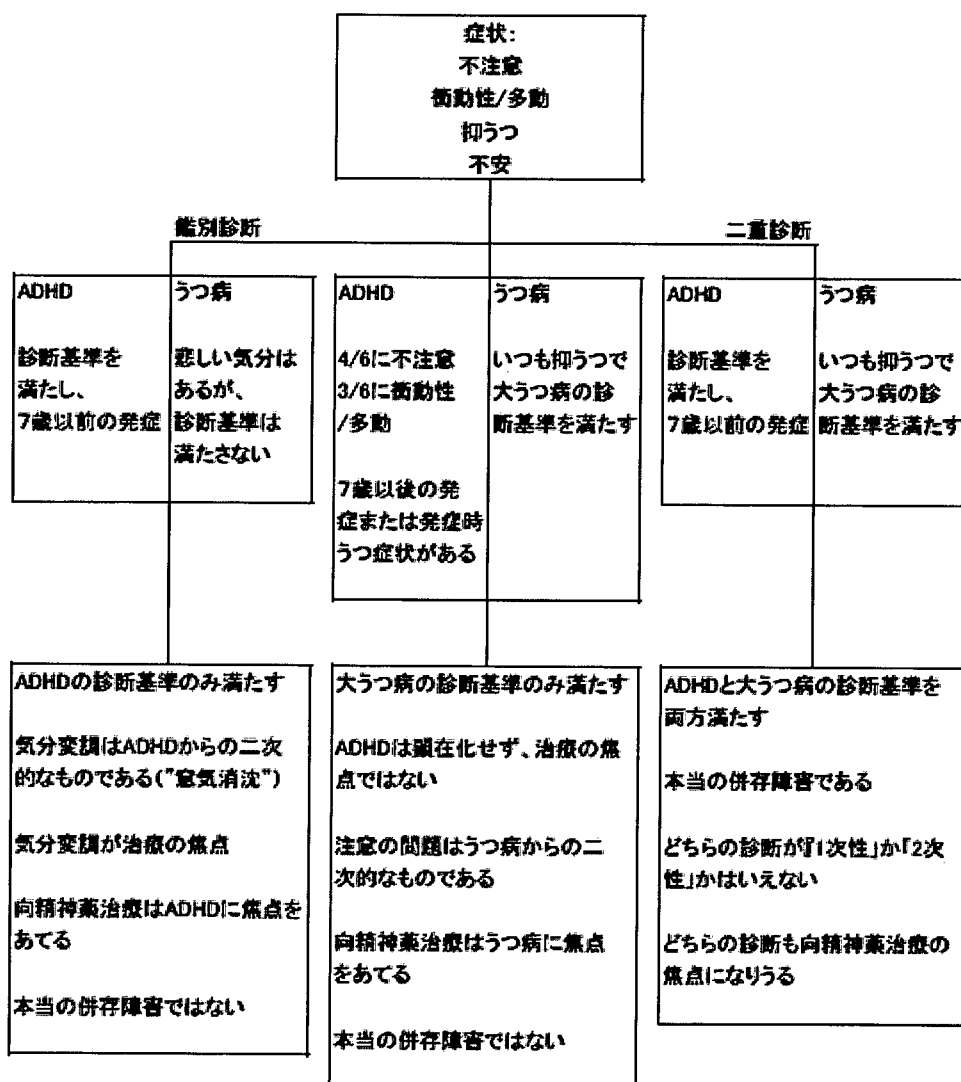 症状:
不注意
衝動性/多動
抑うつ
不安
鑑別診断
二重診断
ADHD
診断基準を
満たし、
7歳以前の発症
うつ病
悲しい気分は
あるが、
診断基準は
満たさない
ADHD
4/6に不注意
3/6に衝動性
/多動
7歳以後の発
症または発症時
うつ症状がある
うつ病
いつも抑うつで
大うつ病の診
断基準を満たす
ADHD
診断基準を
満たし、
7歳以前の発症
うつ病
いつも抑うつで
大うつ病の診
断基準を満たす
ADHDの診断基準のみ満たす
気分変調はADHDからの二次
的なものである("意気消沈")
気分変調が治療の焦点
向精神薬治療はADHDに焦点を
あてる
本当の併存障害ではない
大うつ病の診断基準のみ満たす
ADHDは顕在化せず、治療の焦
点ではない
注意の問題はうつ病からの二
次的なものである
向精神薬治療はうつ病に焦点
をあてる
本当の併存障害ではない
ADHDと大うつ病の診断基準を
両方満たす
本当の併存障害である
どちらの診断が『1次性」か「2次
性」かはいえない
どちらの診断も向精神薬治療の
焦点になりうる